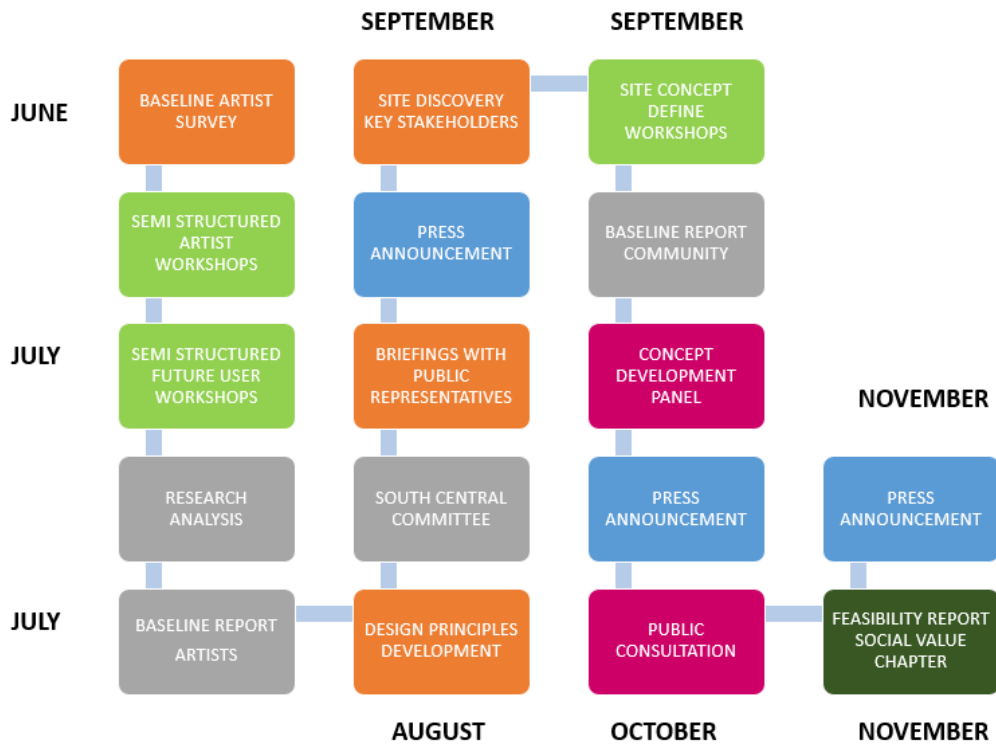 SEPTEMBER
SEPTEMBER
JUNE
BASELINE ARTIST
SURVEY
SITE DISCOVERY
KEY STAKEHOLDERS
SITE CONCEPT
DEFINE
WORKSHOPS
SEMI STRUCTURED
ARTIST
WORKSHOPS
PRESS
ANNOUNCEMENT
BASELINE REPORT
COMMUNITY
JULY
SEMI STRUCTURED
FUTURE USER
WORKSHOPS
BRIEFINGS WITH
PUBLIC
REPRESENTATIVES
CONCEPT
DEVELOPMENT
PANEL
NOVEMBER
RESEARCH
ANALYSIS
SOUTH CENTRAL
COMMITTEE
PRESS
ANNOUNCEMENT
PRESS
ANNOUNCEMENT
JULY
BASELINE REPORT
ARTISTS
DESIGN PRINCIPLES
DEVELOPMENT
PUBLIC
CONSULTATION
FEASIBILITY REPORT
SOCIAL VALUE
CHAPTER
AUGUST
OCTOBER
NOVEMBER